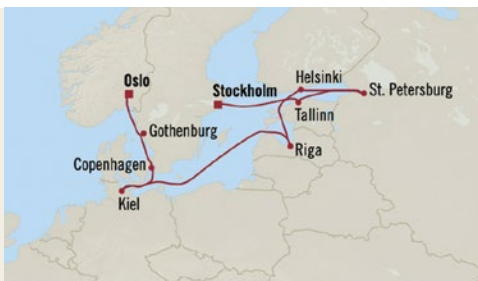 Oslo
Stockholm
Helsinki
St. Petersburg
Tallinn
Gothenburg
Riga
Copenhagen
Kiel